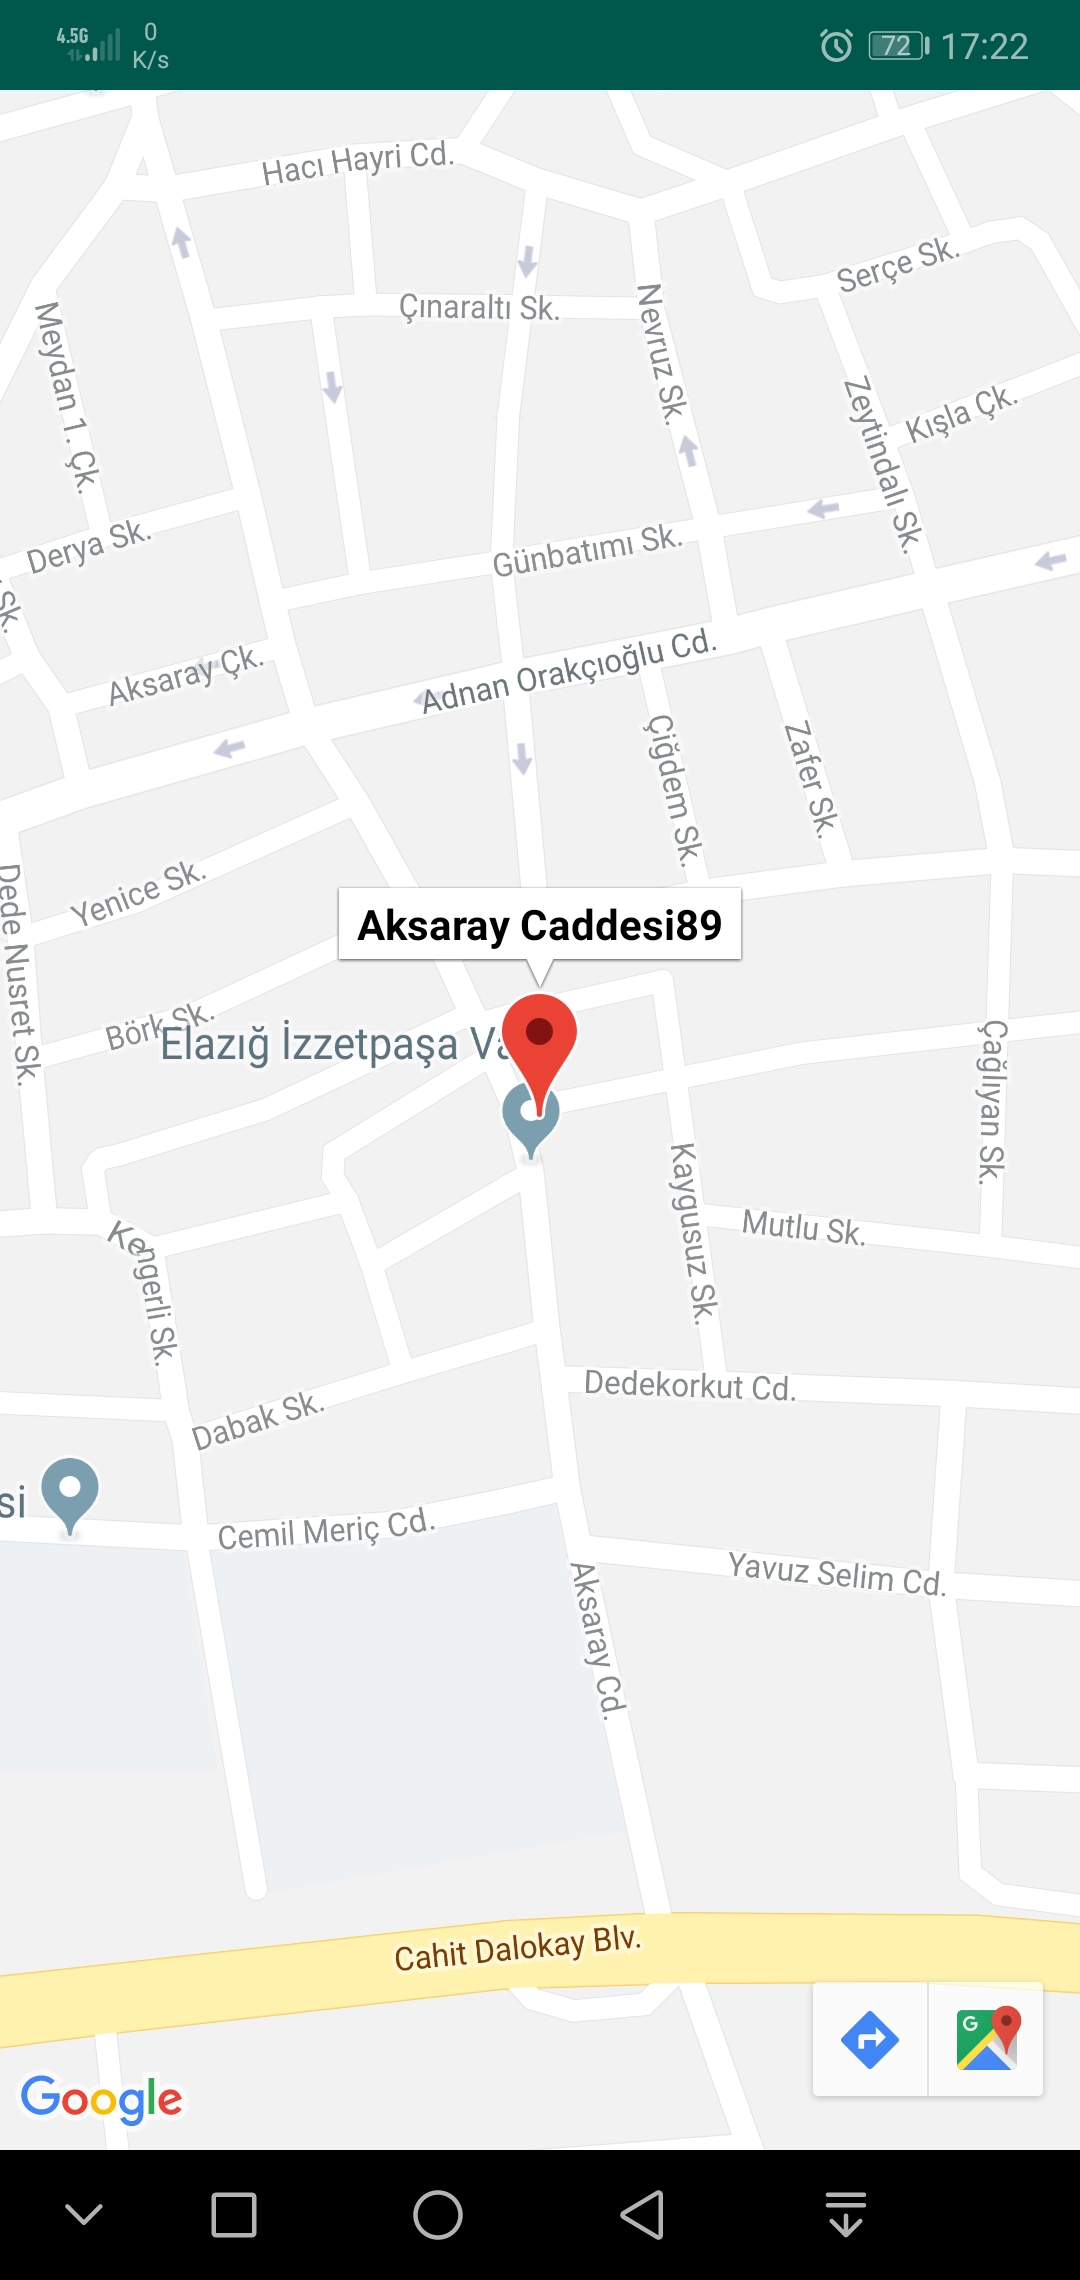 4.5G
0
K/s
72
17:22
Hacı Hayri Cd.
Serçe Sk.
Çınaraltı Sk.
Nevruz Sk.
Meydan 1. Çk.
Zeytindalı Sk.
Kışla Çk.
Derya Sk.
Günbatımı Sk.
Sk.
Aksaray Çk.
Adnan Orakçıoğlu Cd.
Çiğdem Sk.
Zafer Sk.
Yenice Sk.
Dede Nusret Sk.
Aksaray Caddesi89
Börk Sk.
Elazığ İzzetpaşa Va
Çağlıyan Sk.
Kaygusuz Sk.
Mutlu Sk.
Kengerli Sk.
Dedekorkut Cd.
Dabak Sk.
si
Cemil Meriç Cd.
Yavuz Selim Cd.
Aksaray Cd.
Cahit Dalokay Blv.
G
Google